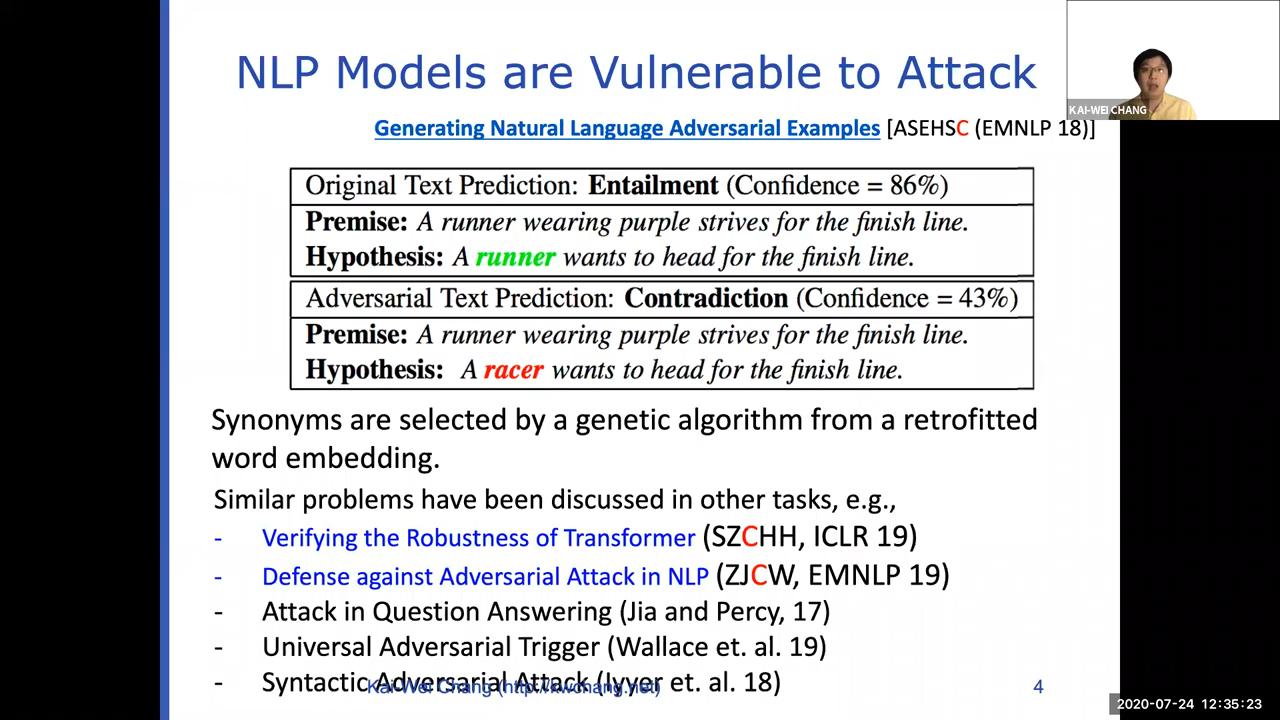 NLP Models are Vulnerable to Attack
KAI-WEI CHANG
Generating Natural Language Adversarial Examples [ASEHSC (EMNLP 18)]
Original Text Prediction: Entailment (Confidence = 86%)
Premise: A runner wearing purple strives for the finish line.
Hypothesis: A runner wants to head for the finish line.
Adversarial Text Prediction: Contradiction (Confidence = 43%)
Premise: A runner wearing purple strives for the finish line.
Hypothesis: A racer wants to head for the finish line.
Synonyms are selected by a genetic algorithm from a retrofitted
word embedding.
Similar problems have been discussed in other tasks, e.g.,
- Verifying the Robustness of Transformer (SZCHH, ICLR 19)
- Defense against Adversarial Attack in NLP (ZJCW, EMNLP 19)
- Attack in Question Answering (Jia and Percy, 17)
- Universal Adversarial Trigger (Wallace et. al. 19)
- Syntactic Adversarial Attack (Iyyer et. al. 18)
Kai-Wei Chang (http://kwchang.net)
4
2020-07-24 12:35:23